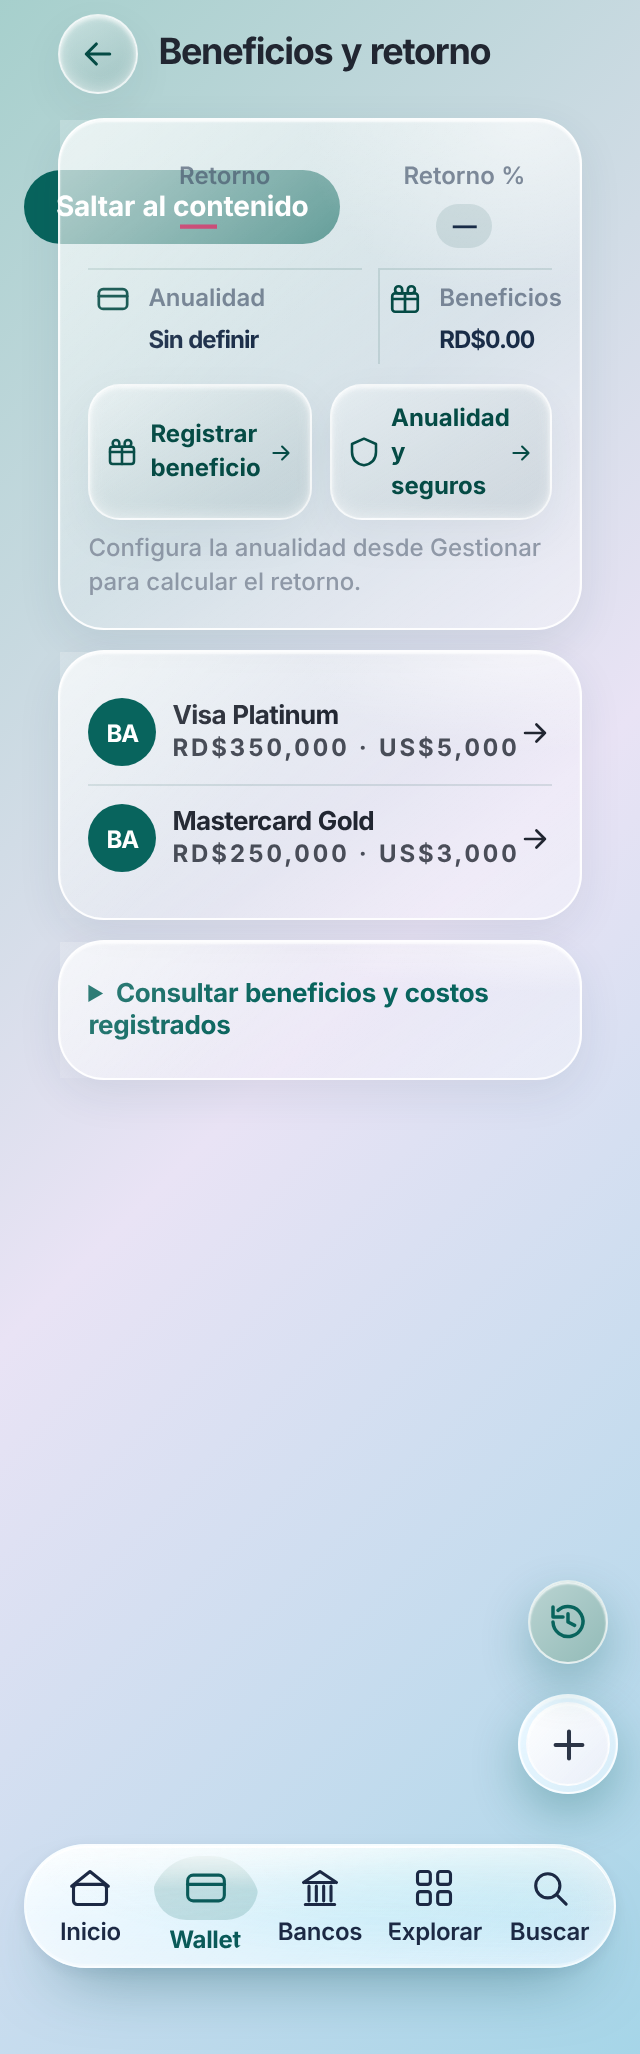 Beneficios y retorno
Retorno
Retorno %
Saltar al contenido
—
Anualidad
Beneficios
Sin definir
RD$0.00
Registrar
beneficio
Anualidad
y
seguros
Configura la anualidad desde Gestionar
para calcular el retorno.
BA
Visa Platinum
RD$350,000 · US$5,000
BA
Mastercard Gold
RD$250,000 · US$3,000
Consultar beneficios y costos
registrados
Inicio
Wallet
Bancos
Explorar
Buscar